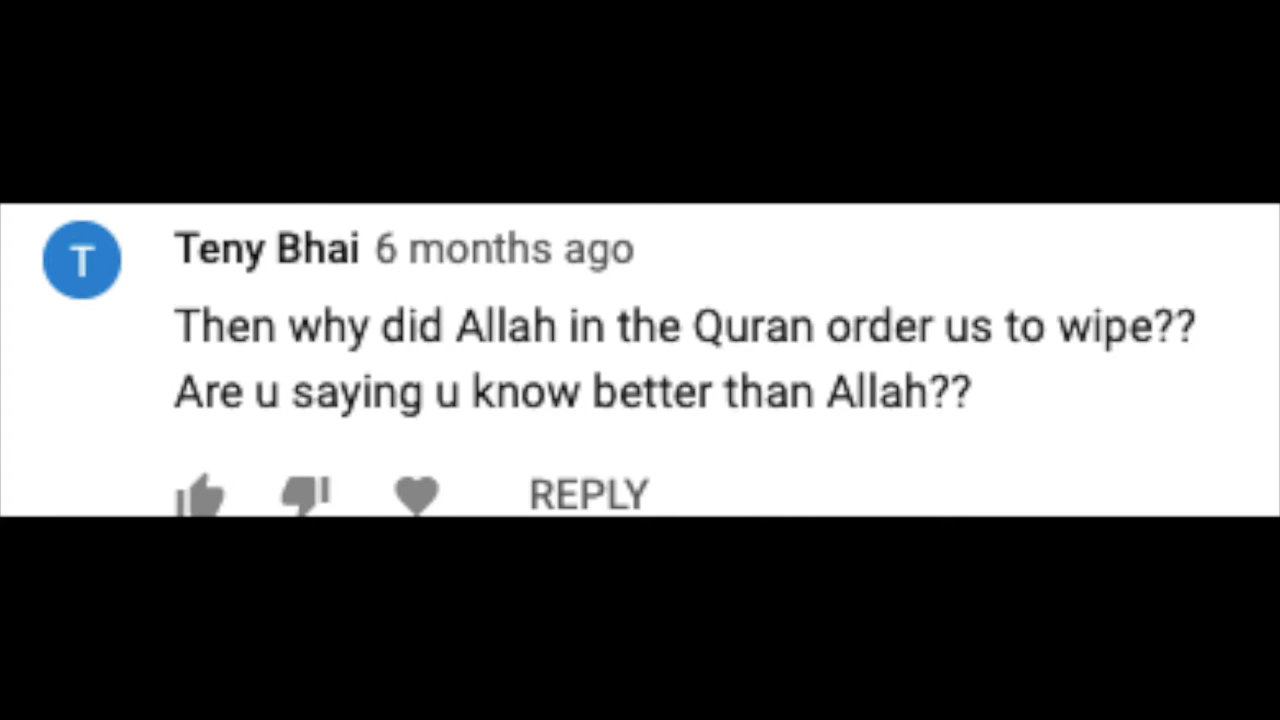 T
Teny Bhai 6 months ago
Then why did Allah in the Quran order us to wipe??
Are u saying u know better than Allah??
REPLY